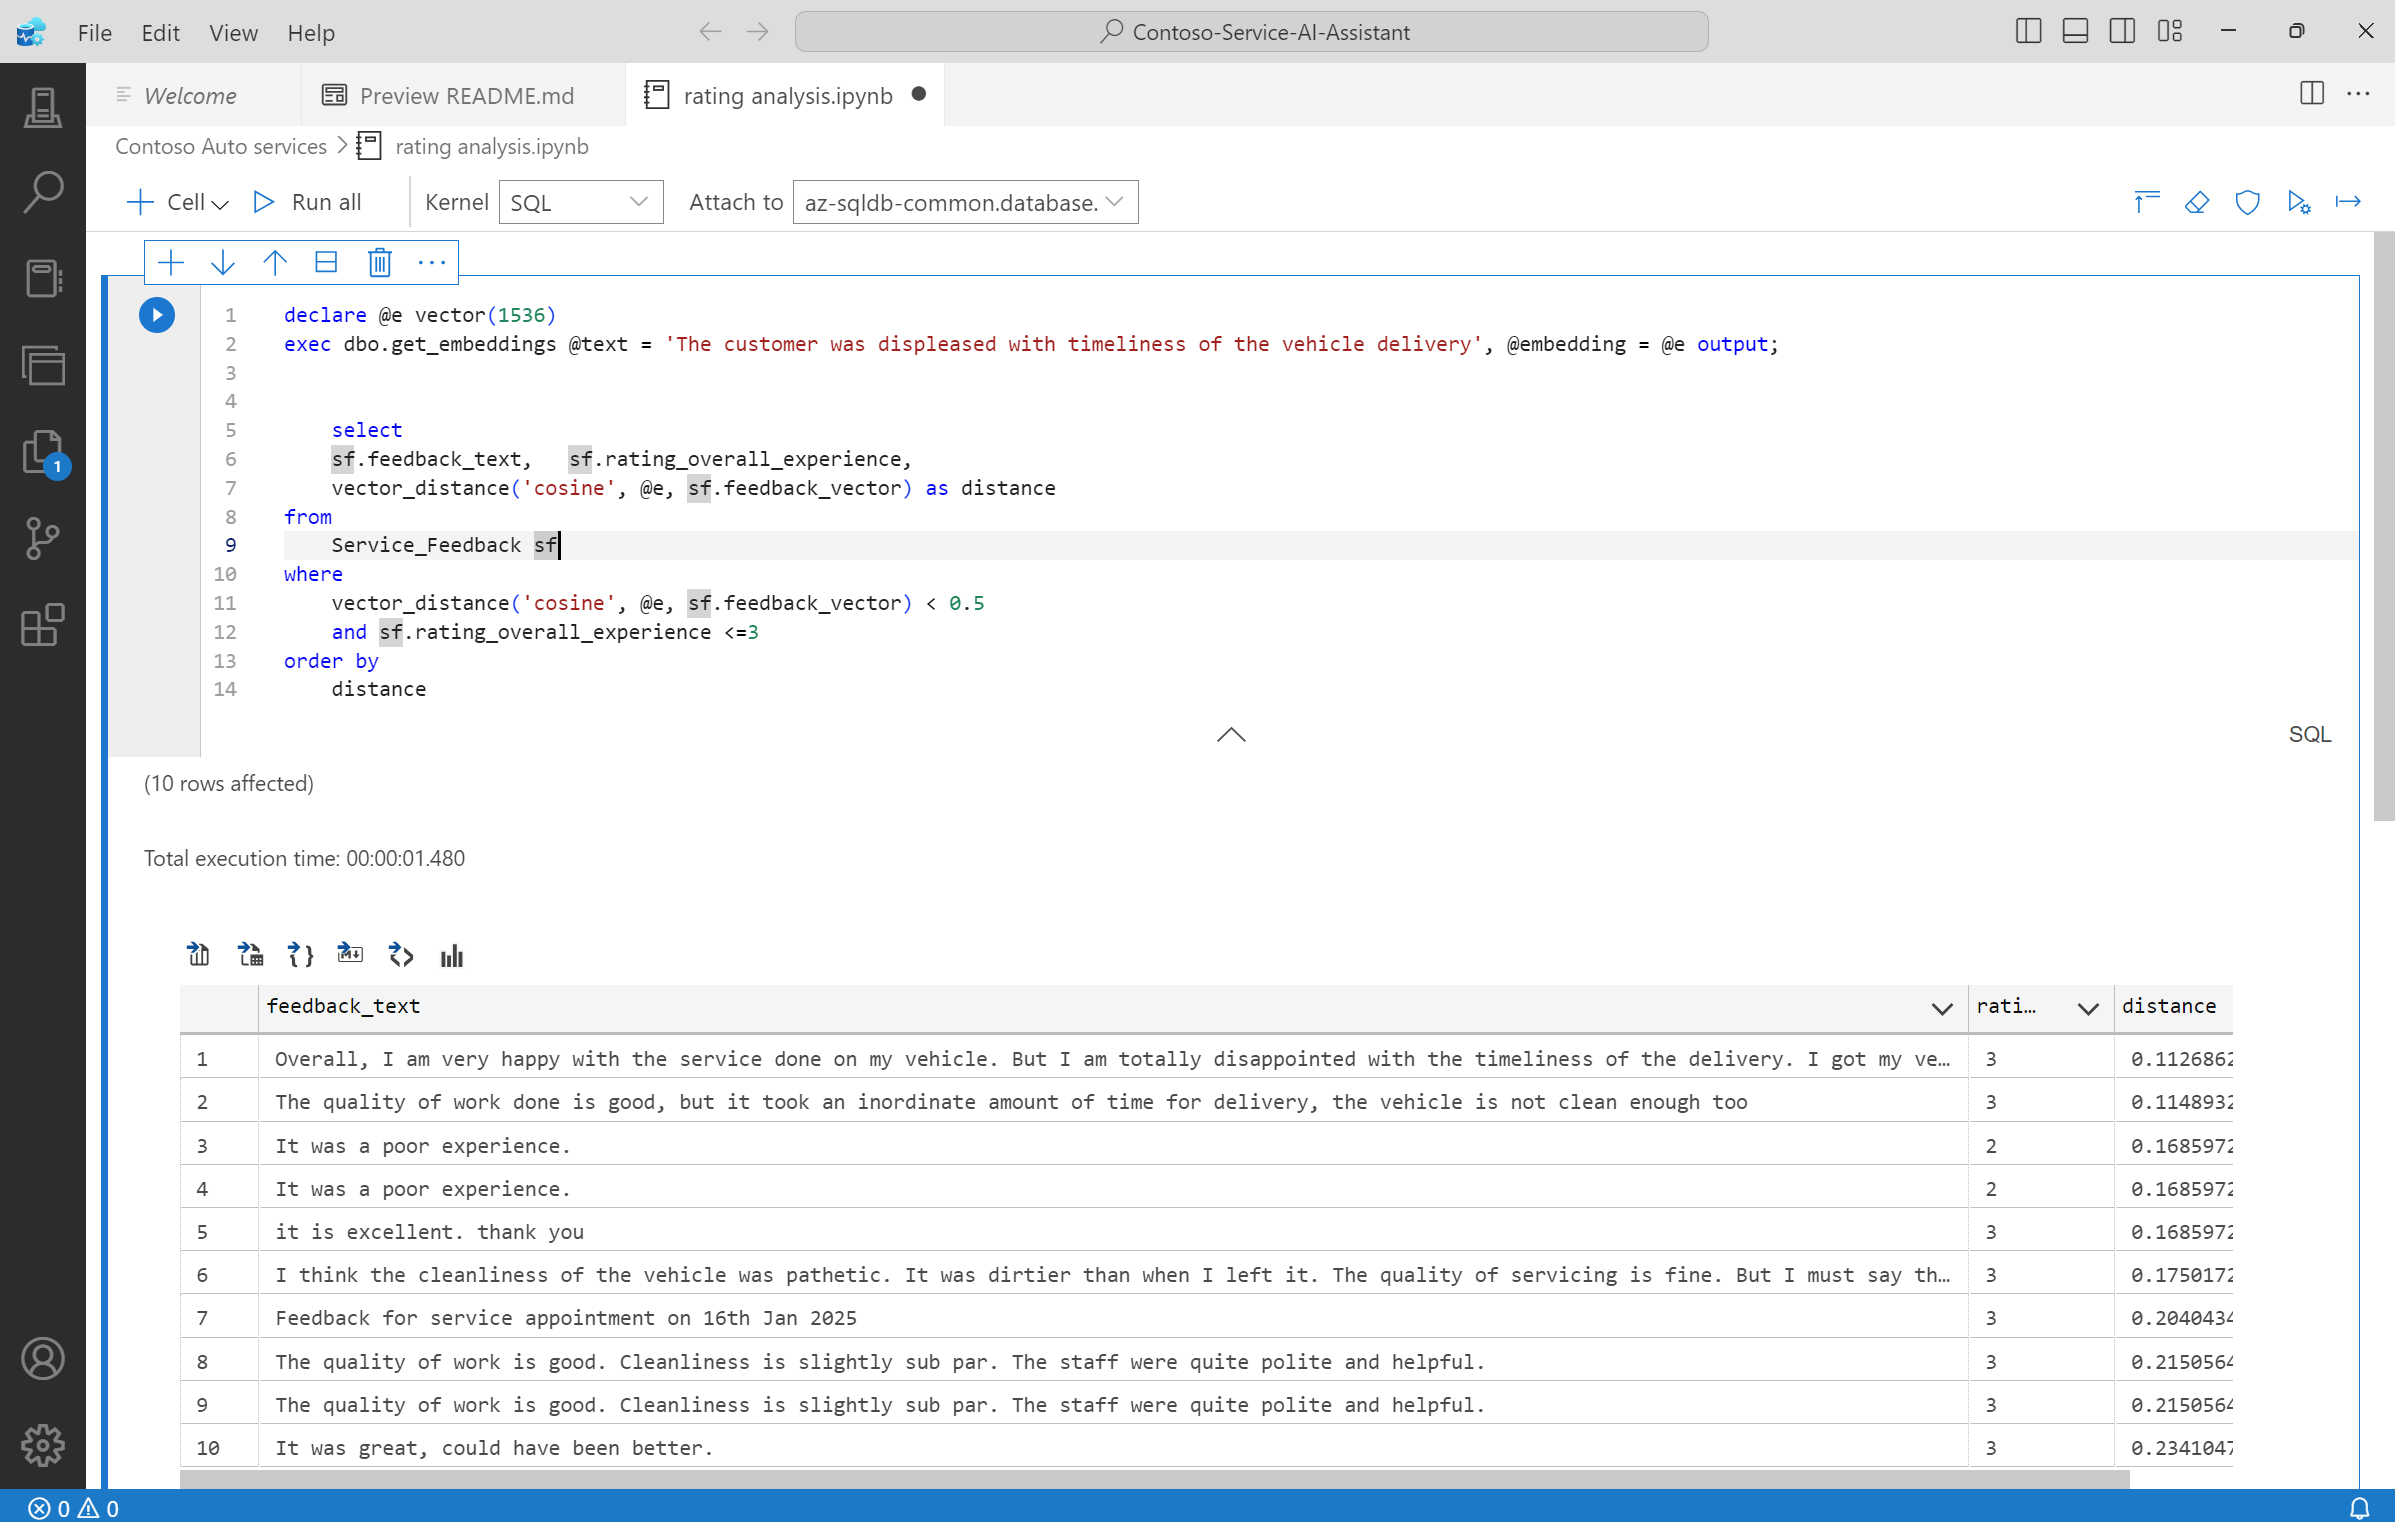 File Edit View Help
Contoso-Service-AI-Assistant
Welcome Preview README.md rating analysis.ipynb
Contoso Auto services > rating analysis.ipynb
Cell Run all Kernel SQL Attach to az-sqldb-common.database.
1 declare @e vector(1536)
2 exec dbo.get_embeddings @text = 'The customer was displeased with timeliness of the vehicle delivery', @embedding = @e output;
3
4
5 select
6 sf.feedback_text, sf.rating_overall_experience,
7 vector_distance('cosine', @e, sf.feedback_vector) as distance
8 from
9 Service_Feedback sf
10 where
11 vector_distance('cosine', @e, sf.feedback_vector) < 0.5
12 and sf.rating_overall_experience <=3
13 order by
14 distance
1
SQL
(10 rows affected)
Total execution time: 00:00:01.480
feedback_text rati… distance
1 Overall, I am very happy with the service done on my vehicle. But I am totally disappointed with the timeliness of the delivery. I got my ve… 3 0.1126862
2 The quality of work done is good, but it took an inordinate amount of time for delivery, the vehicle is not clean enough too 3 0.1148932
3 It was a poor experience. 2 0.1685972
4 It was a poor experience. 2 0.1685972
5 it is excellent. thank you 3 0.1685972
6 I think the cleanliness of the vehicle was pathetic. It was dirtier than when I left it. The quality of servicing is fine. But I must say th… 3 0.1750172
7 Feedback for service appointment on 16th Jan 2025 3 0.2040434
8 The quality of work is good. Cleanliness is slightly sub par. The staff were quite polite and helpful. 3 0.2150564
9 The quality of work is good. Cleanliness is slightly sub par. The staff were quite polite and helpful. 3 0.2150564
10 It was great, could have been better. 3 0.2341047
0 0